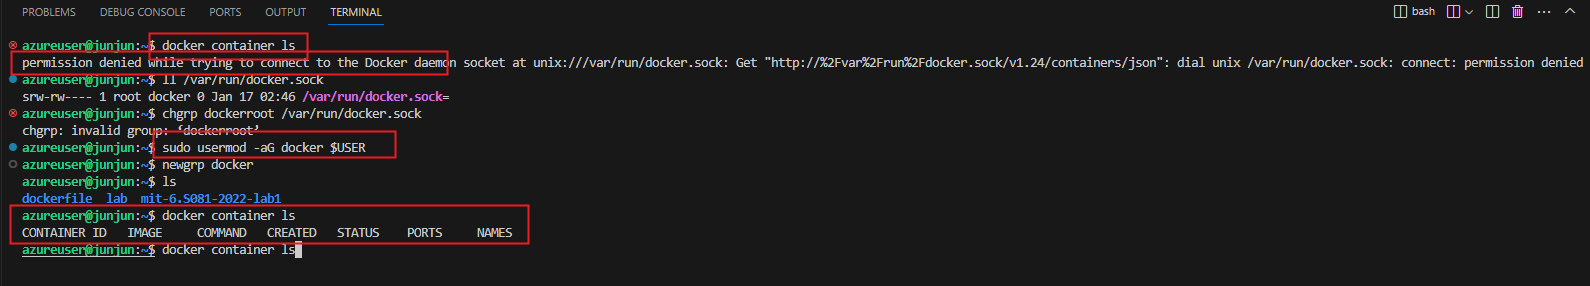 PROBLEMS DEBUG CONSOLE PORTS OUTPUT TERMINAL bash
azureuser@junjun:~$ docker container ls
permission denied while trying to connect to the Docker daemon socket at unix:///var/run/docker.sock: Get "http://%2Fvar%2Frun%2Fdocker.sock/v1.24/containers/json": dial unix /var/run/docker.sock: connect: permission denied
azureuser@junjun:~$ ll /var/run/docker.sock
srw-rw---- 1 root docker 0 Jan 17 02:46 /var/run/docker.sock=
azureuser@junjun:~$ chgrp dockerroot /var/run/docker.sock
chgrp: invalid group: ‘dockerroot’
azureuser@junjun:~$ sudo usermod -aG docker $USER
azureuser@junjun:~$ newgrp docker
azureuser@junjun:~$ ls
dockerfile lab mit-6.S081-2022-lab1
azureuser@junjun:~$ docker container ls
CONTAINER ID IMAGE COMMAND CREATED STATUS PORTS NAMES
azureuser@junjun:~$ docker container ls